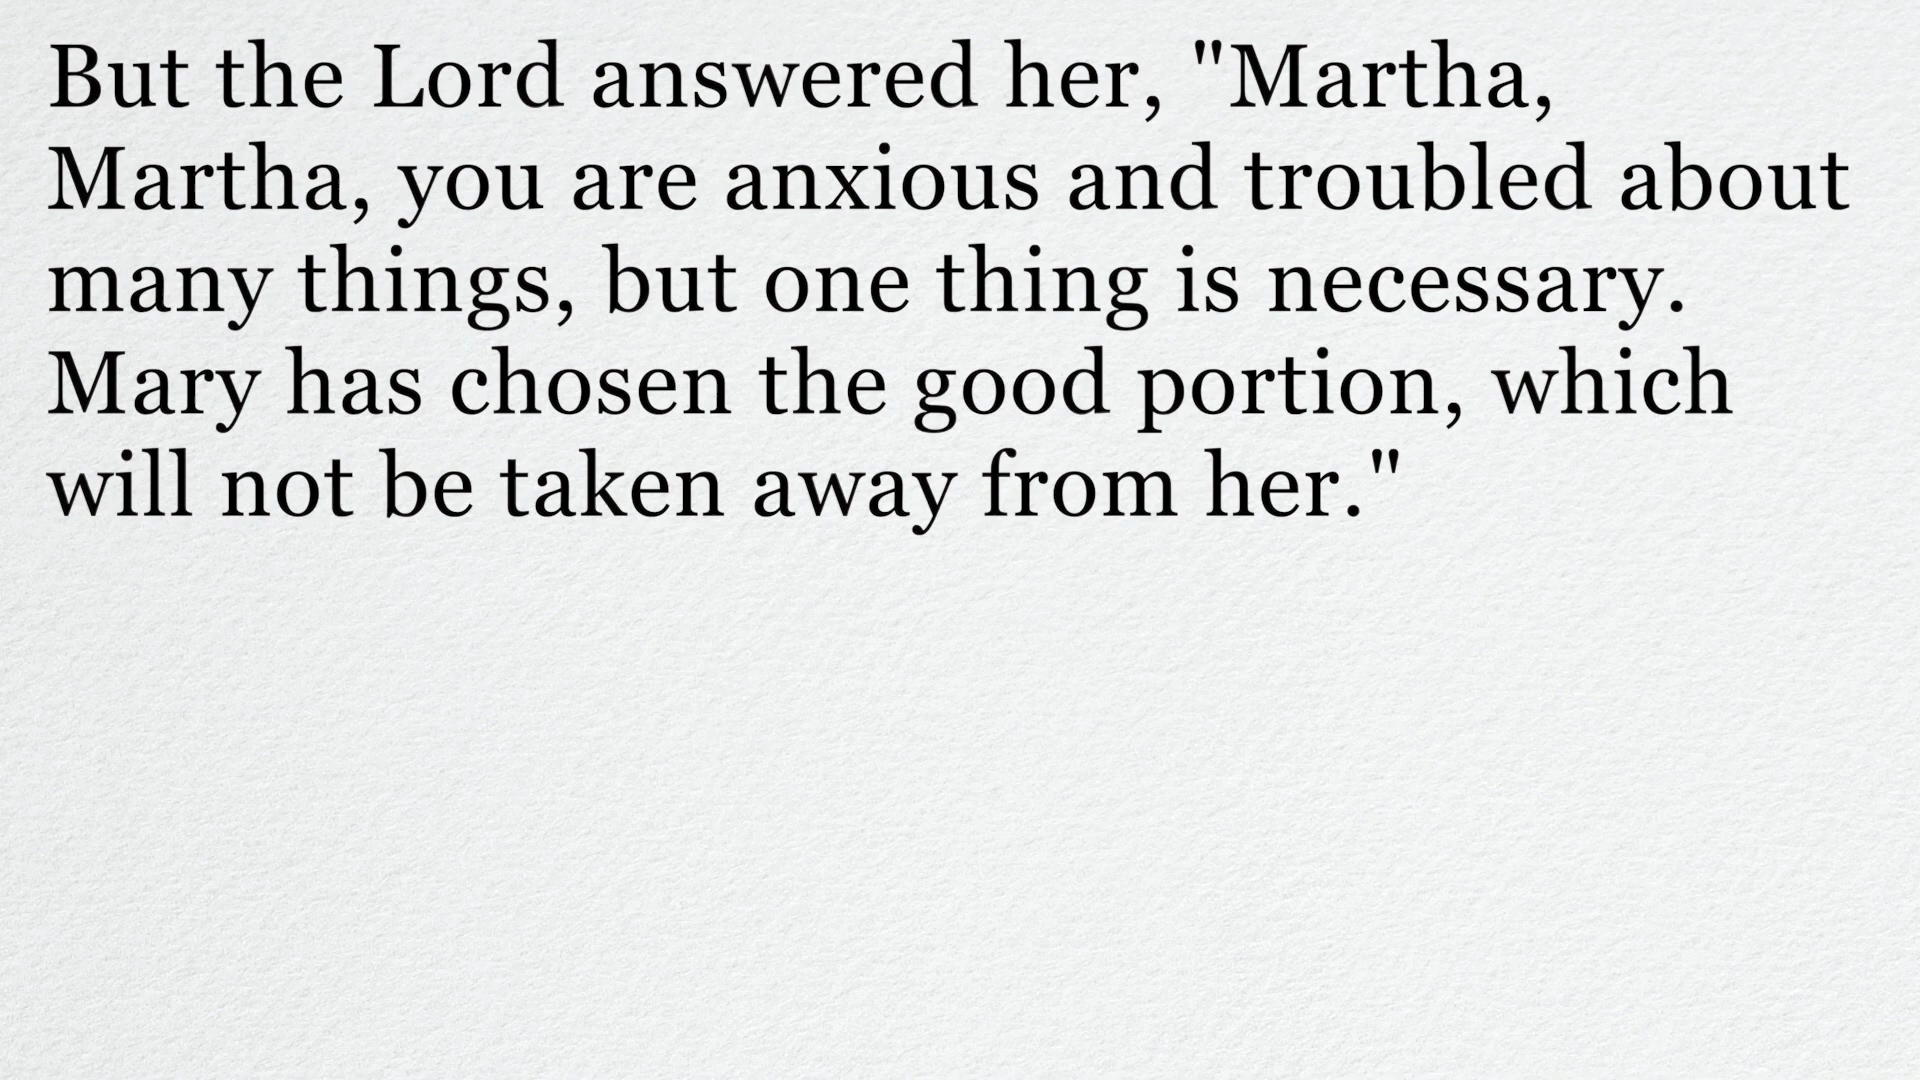 But the Lord answered her, "Martha,
Martha, you are anxious and troubled about
many things, but one thing is necessary.
Mary has chosen the good portion, which
will not be taken away from her."